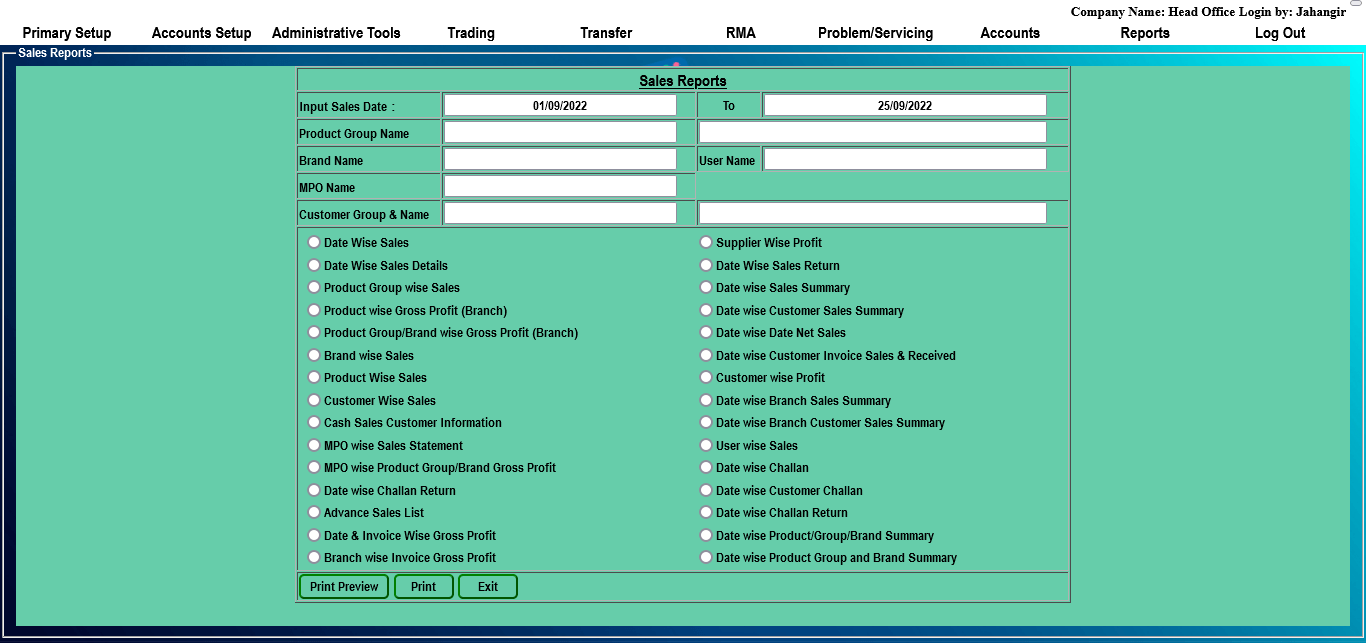 Company Name: Head Office Login by: Jahangir
Primary Setup Accounts Setup Administrative Tools Trading Transfer RMA Problem/Servicing Accounts Reports Log Out
Sales Reports
Sales Reports
Input Sales Date : 01/09/2022 To 25/09/2022
Product Group Name
Brand Name User Name
MPO Name
Customer Group & Name
Date Wise Sales Supplier Wise Profit
Date Wise Sales Details Date Wise Sales Return
Product Group wise Sales Date wise Sales Summary
Product wise Gross Profit (Branch) Date wise Customer Sales Summary
Product Group/Brand wise Gross Profit (Branch) Date wise Date Net Sales
Brand wise Sales Date wise Customer Invoice Sales & Received
Product Wise Sales Customer wise Profit
Customer Wise Sales Date wise Branch Sales Summary
Cash Sales Customer Information Date wise Branch Customer Sales Summary
MPO wise Sales Statement User wise Sales
MPO wise Product Group/Brand Gross Profit Date wise Challan
Date wise Challan Return Date wise Customer Challan
Advance Sales List Date wise Challan Return
Date & Invoice Wise Gross Profit Date wise Product/Group/Brand Summary
Branch wise Invoice Gross Profit Date wise Product Group and Brand Summary
Print Preview Print Exit